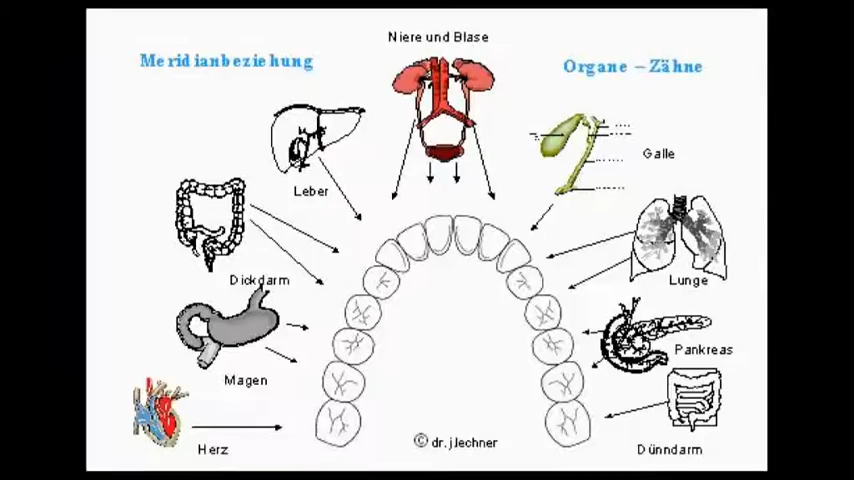 Niere und Blase
Meridianbeziehung
Organe – Zähne
Galle
Leber
Dickdarm
Lunge
Pankreas
Magen
Herz
© dr. j.lechner
Dünndarm